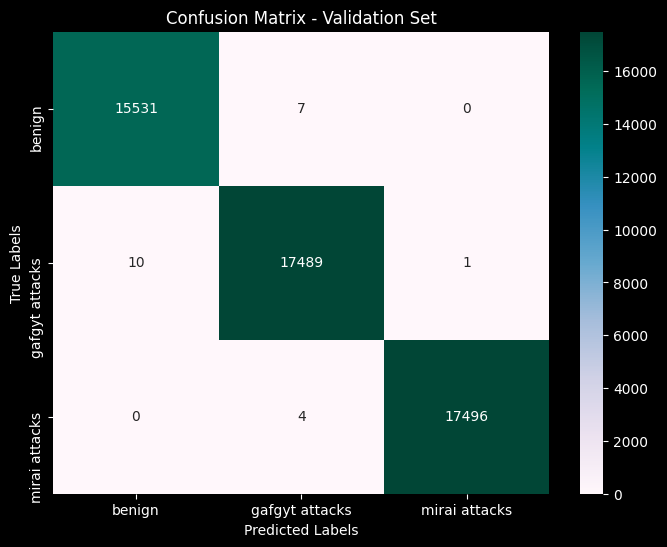 Confusion Matrix - Validation Set
True Labels
benign
gafgyt attacks
mirai attacks
15531 7 0
10 17489 1
0 4 17496
benign gafgyt attacks mirai attacks
Predicted Labels
16000
14000
12000
10000
8000
6000
4000
2000
0